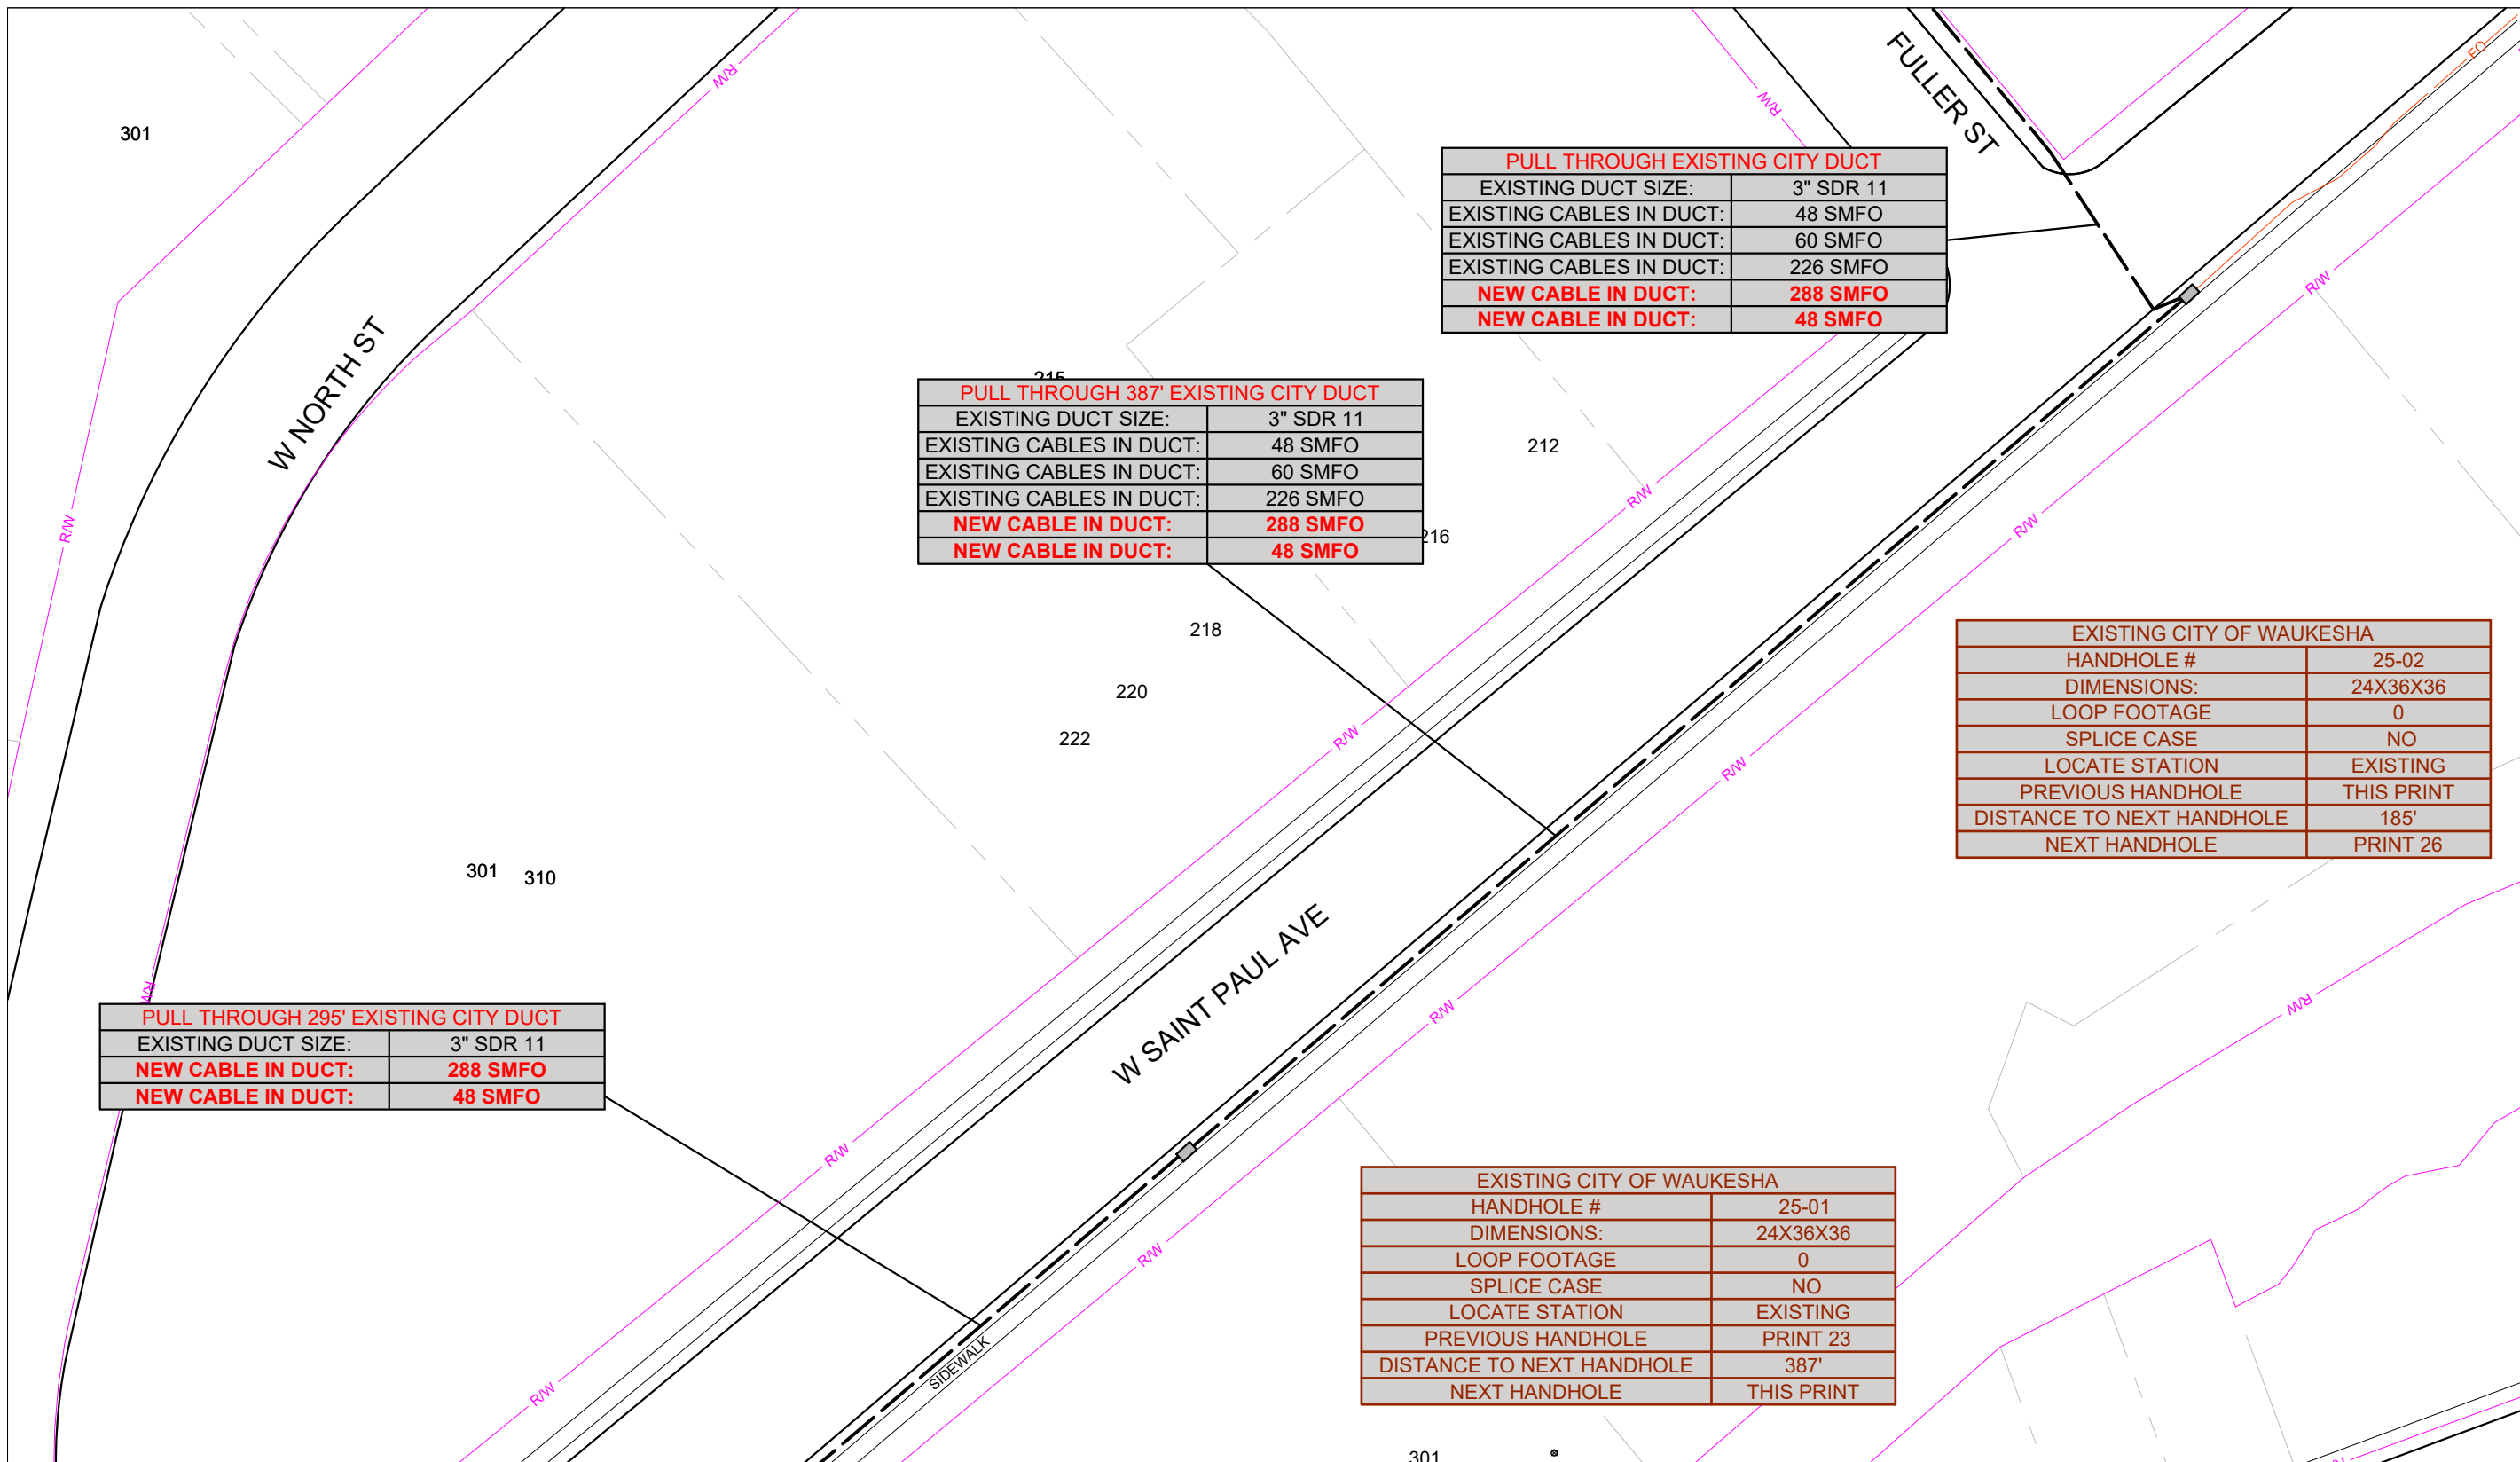 FO
R/W
R/W
FULLER ST
301
PULL THROUGH EXISTING CITY DUCT
EXISTING DUCT SIZE: 3" SDR 11
EXISTING CABLES IN DUCT: 48 SMFO
EXISTING CABLES IN DUCT: 60 SMFO
EXISTING CABLES IN DUCT: 226 SMFO
NEW CABLE IN DUCT: 288 SMFO
NEW CABLE IN DUCT: 48 SMFO
R/W
W NORTH ST
215
PULL THROUGH 387' EXISTING CITY DUCT
EXISTING DUCT SIZE: 3" SDR 11
EXISTING CABLES IN DUCT: 48 SMFO
EXISTING CABLES IN DUCT: 60 SMFO
EXISTING CABLES IN DUCT: 226 SMFO
NEW CABLE IN DUCT: 288 SMFO
NEW CABLE IN DUCT: 48 SMFO
212
R/W
R/W
R/W
216
218
220
222
R/W
R/W
EXISTING CITY OF WAUKESHA
HANDHOLE # 25-02
DIMENSIONS: 24X36X36
LOOP FOOTAGE 0
SPLICE CASE NO
LOCATE STATION EXISTING
PREVIOUS HANDHOLE THIS PRINT
DISTANCE TO NEXT HANDHOLE 185'
NEXT HANDHOLE PRINT 26
301 310
R/W
R/W
R/W
W SAINT PAUL AVE
PULL THROUGH 295' EXISTING CITY DUCT
EXISTING DUCT SIZE: 3" SDR 11
NEW CABLE IN DUCT: 288 SMFO
NEW CABLE IN DUCT: 48 SMFO
R/W
R/W
EXISTING CITY OF WAUKESHA
HANDHOLE # 25-01
DIMENSIONS: 24X36X36
LOOP FOOTAGE 0
SPLICE CASE NO
LOCATE STATION EXISTING
PREVIOUS HANDHOLE PRINT 23
DISTANCE TO NEXT HANDHOLE 387'
NEXT HANDHOLE THIS PRINT
SIDEWALK
R/W
301